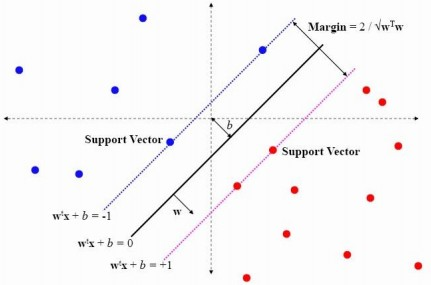 Margin = 2 / √wᵀw
b
Support Vector
Support Vector
w
wᵗx + b = -1
wᵗx + b = 0
wᵗx + b = +1